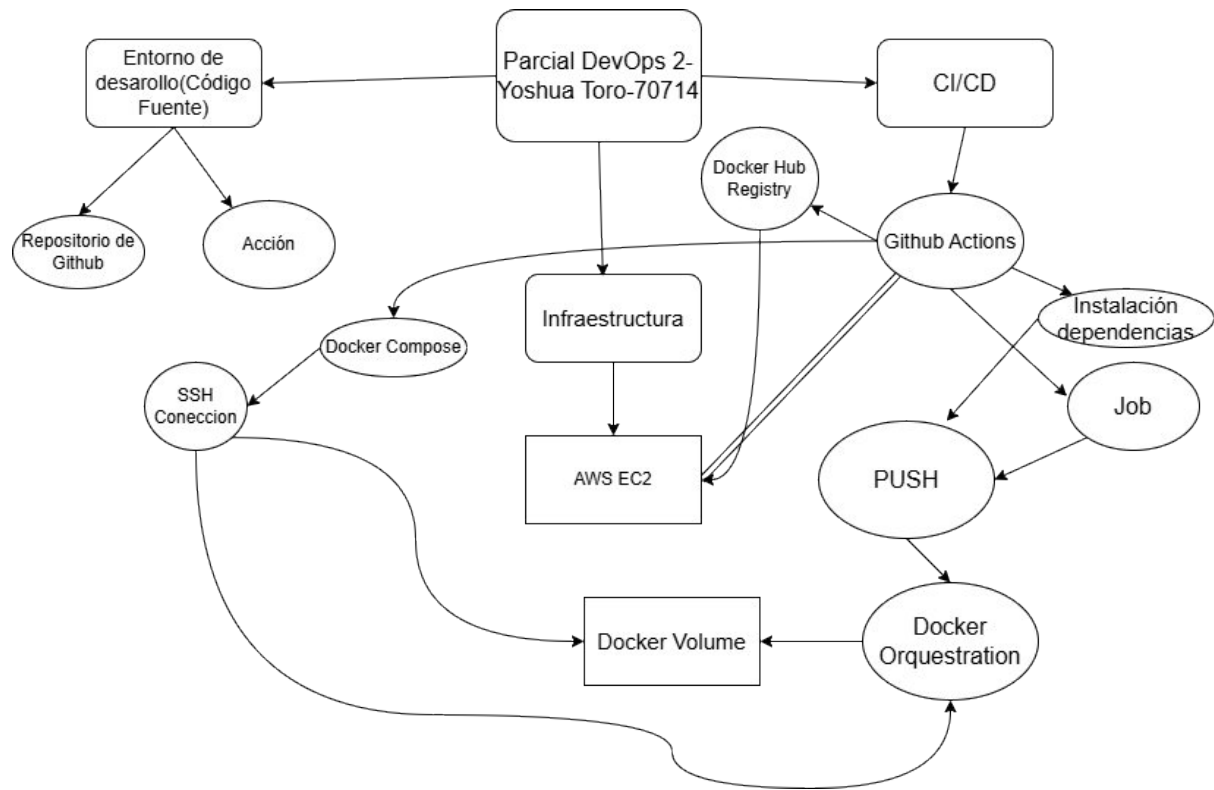 Entorno de
desarollo(Código
Fuente)
Parcial DevOps 2-
Yoshua Toro-70714
CI/CD
Docker Hub
Registry
Repositorio de
Github
Acción
Github Actions
Infraestructura
Instalación
dependencias
Docker Compose
SSH
Coneccion
Job
AWS EC2
PUSH
Docker Volume
Docker
Orquestration